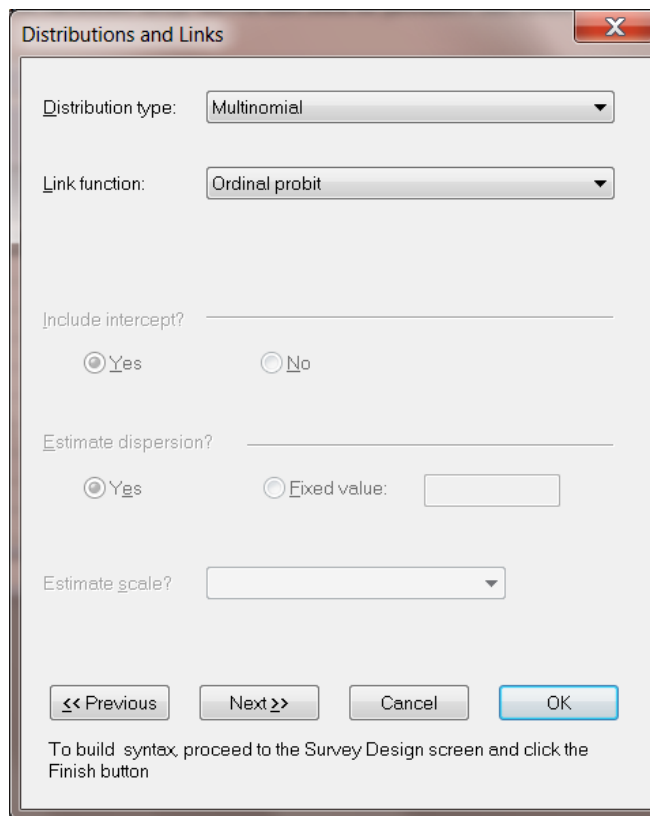 Distributions and Links
Distribution type:
Multinomial
Link function:
Ordinal probit
Include intercept?
Yes
No
Estimate dispersion?
Yes
Fixed value:
Estimate scale?
<< Previous
Next >>
Cancel
OK
To build syntax, proceed to the Survey Design screen and click the
Finish button